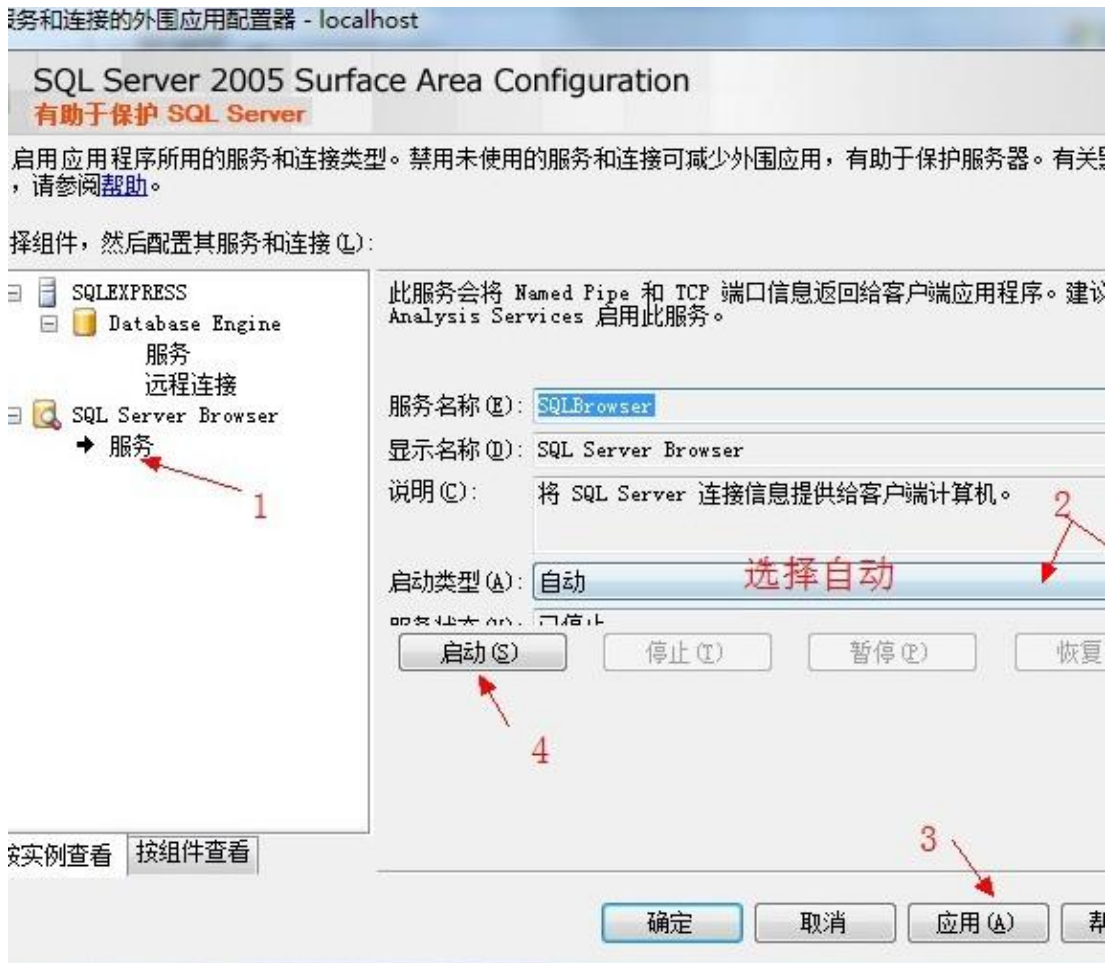 务和连接的外围应用配置器 - localhost
SQL Server 2005 Surface Area Configuration
有助于保护 SQL Server
启用应用程序所用的服务和连接类型。禁用未使用的服务和连接可减少外围应用，有助于保护服务器。有关
，请参阅帮助。
择组件，然后配置其服务和连接(L):
SQLEXPRESS
Database Engine
服务
远程连接
SQL Server Browser
服务
1
按实例查看
按组件查看
此服务会将 Named Pipe 和 TCP 端口信息返回给客户端应用程序。建议
Analysis Services 启用此服务。
服务名称(E): SQLBrowser
显示名称(D): SQL Server Browser
说明(C): 将 SQL Server 连接信息提供给客户端计算机。
2
启动类型(A): 自动 选择自动
服务状态 已停止
启动(S) 停止(T) 暂停(P) 恢复
4
3
确定 取消 应用(A) 帮